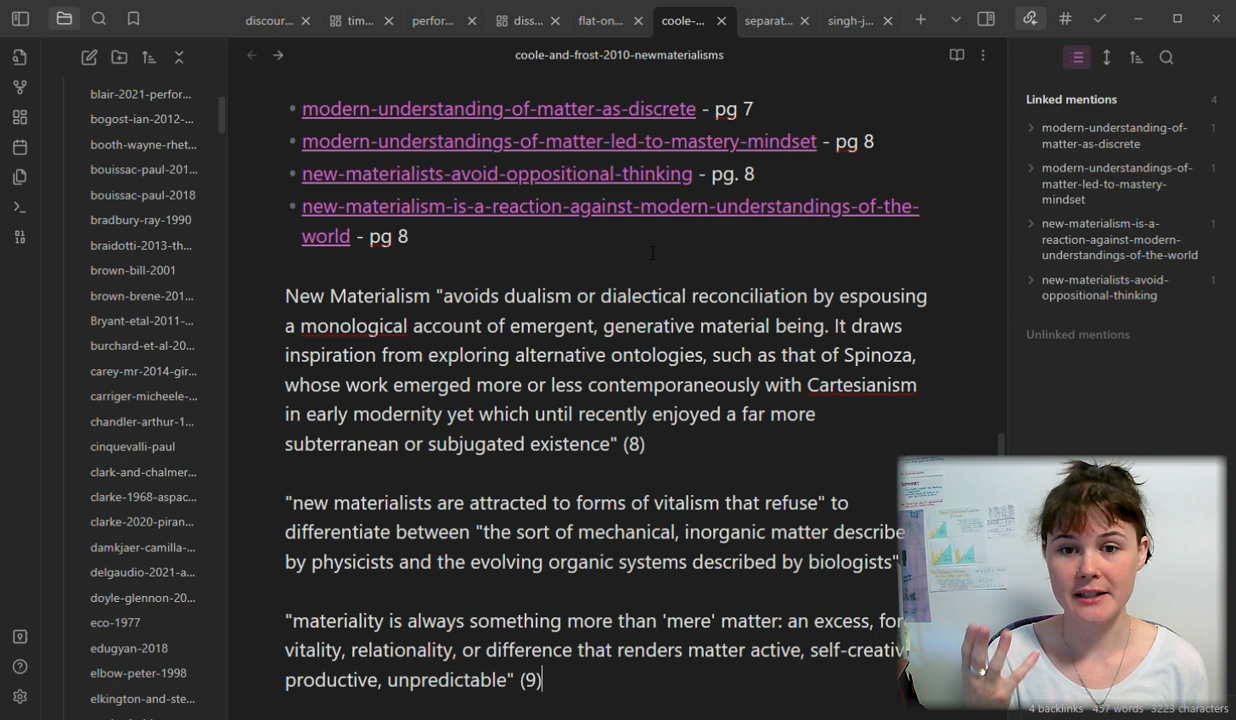 discour...
tim...
perfor...
diss...
flat-on...
coole-...
separat...
singh-j...
coole-and-frost-2010-newmaterialisms
blair-2021-perfor...
bogost-ian-2012-...
booth-wayne-rhet...
bouissac-paul-201...
bouissac-paul-2018
bradbury-ray-1990
braidotti-2013-th...
brown-bill-2001
brown-brene-201...
Bryant-etal-2011-...
burchard-et-al-20...
carey-mr-2014-gir...
carriger-micheele-...
chandler-arthur-1...
cinquevalli-paul
clark-and-chalmer...
clarke-1968-aspac...
clarke-2020-piran...
damkjaer-camilla-...
delgaudio-2021-a...
doyle-glennon-20...
eco-1977
edugyan-2018
elbow-peter-1998
elkington-and-ste...
modern-understanding-of-matter-as-discrete - pg 7
modern-understandings-of-matter-led-to-mastery-mindset - pg 8
new-materialists-avoid-oppositional-thinking - pg. 8
new-materialism-is-a-reaction-against-modern-understandings-of-the-
world - pg 8
New Materialism "avoids dualism or dialectical reconciliation by espousing
a monological account of emergent, generative material being. It draws
inspiration from exploring alternative ontologies, such as that of Spinoza,
whose work emerged more or less contemporaneously with Cartesianism
in early modernity yet which until recently enjoyed a far more
subterranean or subjugated existence" (8)
"new materialists are attracted to forms of vitalism that refuse" to
differentiate between "the sort of mechanical, inorganic matter describe
by physicists and the evolving organic systems described by biologists"
"materiality is always something more than 'mere' matter: an excess, for
vitality, relationality, or difference that renders matter active, self-creativ
productive, unpredictable" (9)
Linked mentions 4
modern-understanding-of- 1
matter-as-discrete
modern-understandings-of- 1
matter-led-to-mastery-
mindset
new-materialism-is-a- 1
reaction-against-modern-
understandings-of-the-world
new-materialists-avoid- 1
oppositional-thinking
Unlinked mentions
4 backlinks 457 words 3223 characters